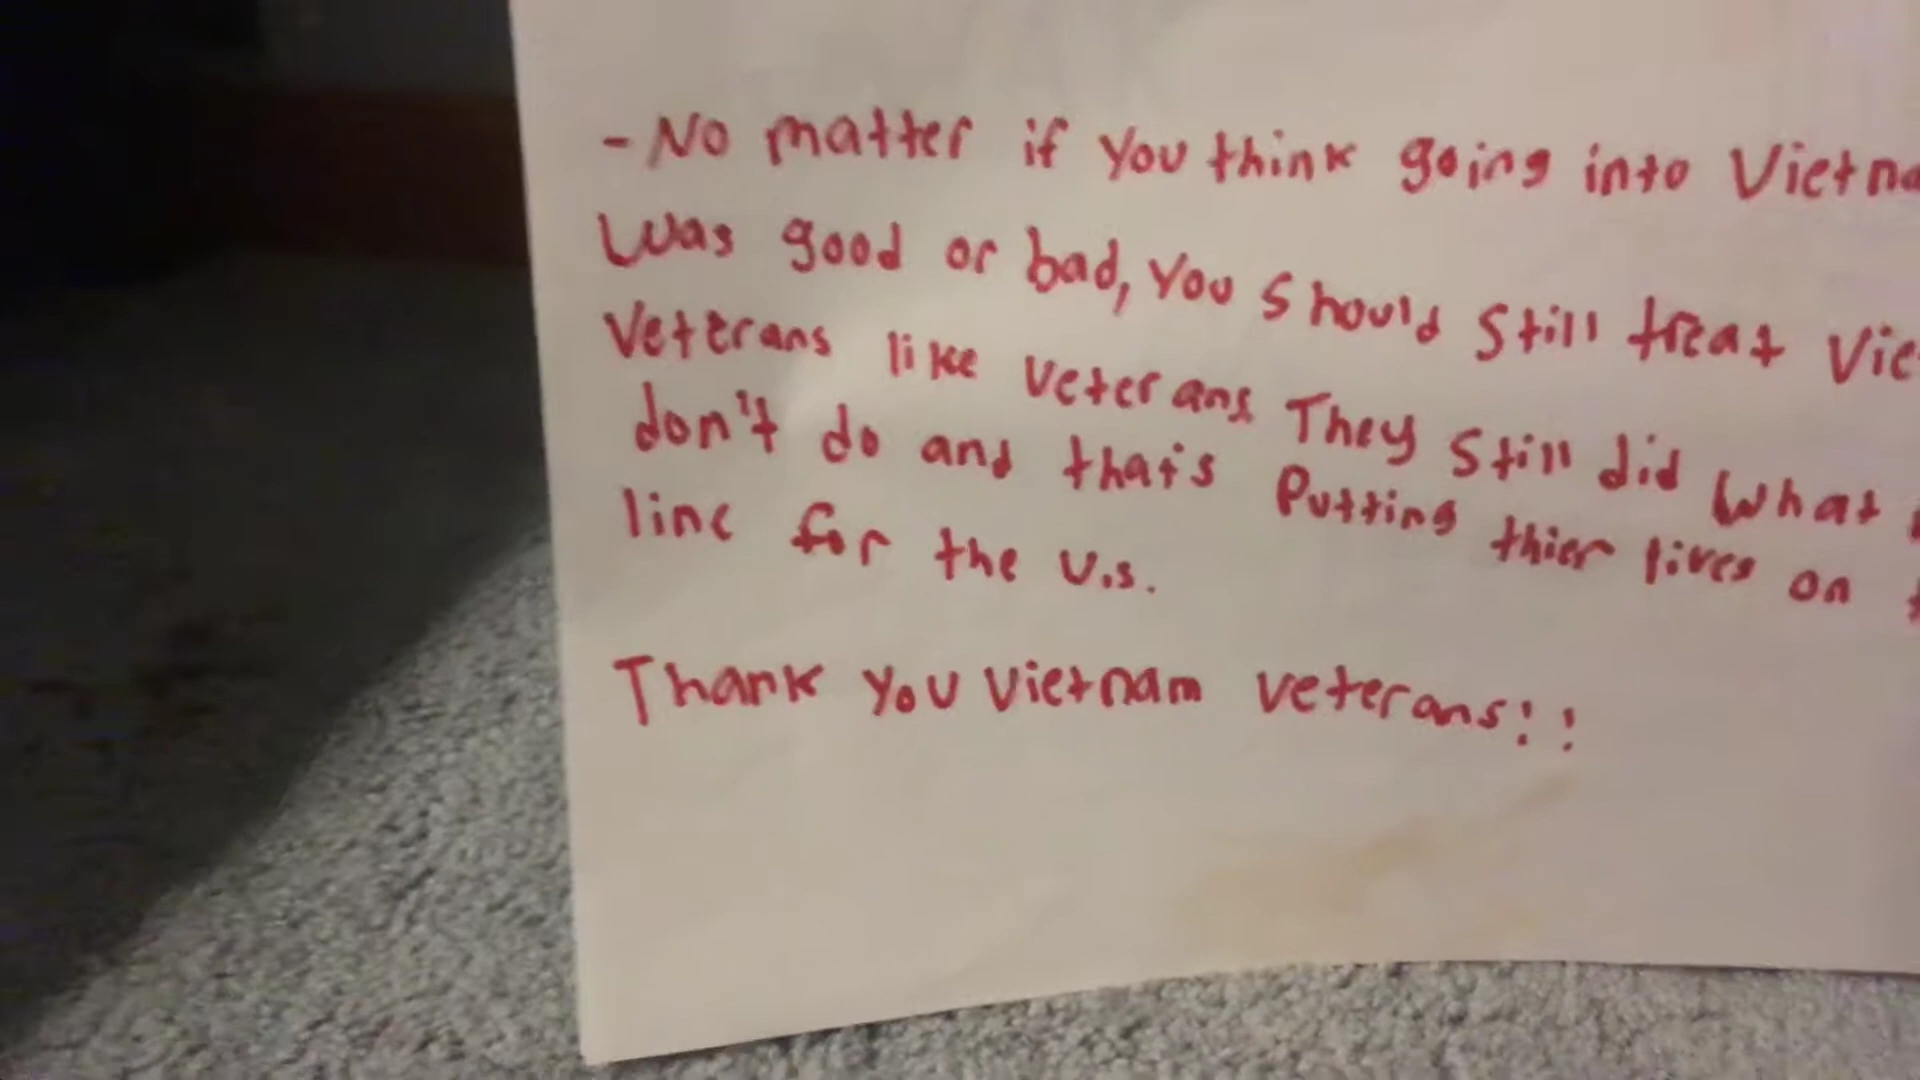 - No matter if you think going into Vietna
Was good or bad, you should still treat Vie
Veterans like veterans They still did what
don't do and that's Putting thier lives on t
line for the U.S.
Thank you Vietnam veterans!!